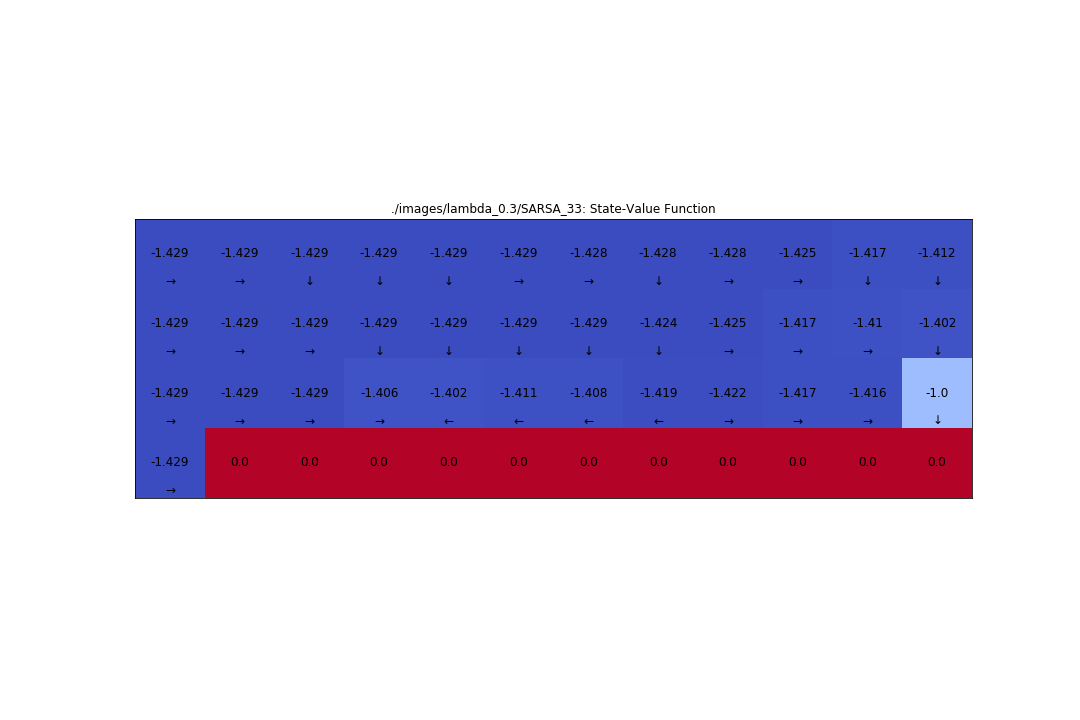 ./images/lambda_0.3/SARSA_33: State-Value Function
-1.429 -1.429 -1.429 -1.429 -1.429 -1.429 -1.428 -1.428 -1.428 -1.425 -1.417 -1.412
→ → ↓ ↓ ↓ → → ↓ → → ↓ ↓
-1.429 -1.429 -1.429 -1.429 -1.429 -1.429 -1.429 -1.424 -1.425 -1.417 -1.41 -1.402
→ → → ↓ ↓ ↓ ↓ ↓ → → → ↓
-1.429 -1.429 -1.429 -1.406 -1.402 -1.411 -1.408 -1.419 -1.422 -1.417 -1.416 -1.0
→ → → → ← ← ← ← → → → ↓
-1.429 0.0 0.0 0.0 0.0 0.0 0.0 0.0 0.0 0.0 0.0 0.0
→